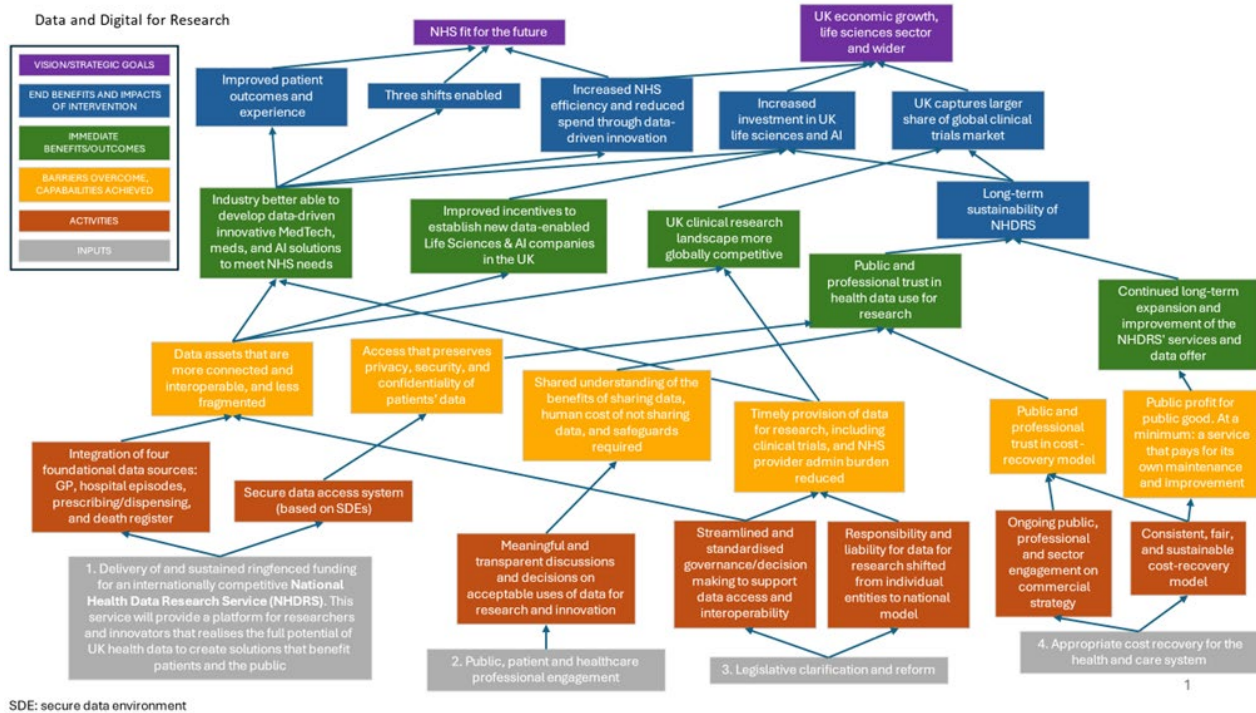 Data and Digital for Research
VISION/STRATEGIC GOALS
END BENEFITS AND IMPACTS
OF INTERVENTION
IMMEDIATE
BENEFITS/OUTCOMES
BARRIERS OVERCOME,
CAPABAILITIES ACHIEVED
ACTIVITIES
INPUTS
NHS fit for the future
UK economic growth,
life sciences sector
and wider
Improved patient
outcomes and
experience
Three shifts enabled
Increased NHS
efficiency and reduced
spend through data-
driven innovation
Increased
investment in UK
life sciences and AI
UK captures larger
share of global clinical
trials market
Industry better able to
develop data-driven
innovative MedTech,
meds, and AI solutions
to meet NHS needs
Improved incentives to
establish new data-enabled
Life Sciences & AI companies
in the UK
UK clinical research
landscape more
globally competitive
Long-term
sustainability of
NHDRS
Public and
professional trust in
health data use for
research
Continued long-term
expansion and
improvement of the
NHDRS' services and
data offer
Data assets that are
more connected and
interoperable, and less
fragmented
Access that preserves
privacy, security, and
confidentiality of
patients' data
Shared understanding of the
benefits of sharing data,
human cost of not sharing
data, and safeguards
required
Timely provision of data
for research, including
clinical trials, and NHS
provider admin burden
reduced
Public and
professional
trust in cost-
recovery model
Public profit for
public good. At a
minimum: a service
that pays for its
own maintenance
and improvement
Integration of four
foundational data sources:
GP, hospital episodes,
prescribing/dispensing,
and death register
Secure data access system
(based on SDEs)
Meaningful and
transparent discussions
and decisions on
acceptable uses of data for
research and innovation
Streamlined and
standardised
governance/decision
making to support
data access and
interoperability
Responsibility and
liability for data for
research shifted
from individual
entities to national
model
Ongoing public,
professional and
sector
engagement on
commercial
strategy
Consistent, fair,
and sustainable
cost-recovery model
1. Delivery of and sustained ringfenced funding
for an internationally competitive National
Health Data Research Service (NHDRS). This
service will provide a platform for researchers
and innovators that realises the full potential of
UK health data to create solutions that benefit
patients and the public
2. Public, patient and healthcare
professional engagement
3. Legislative clarification and reform
4. Appropriate cost recovery for the
health and care system
1
SDE: secure data environment